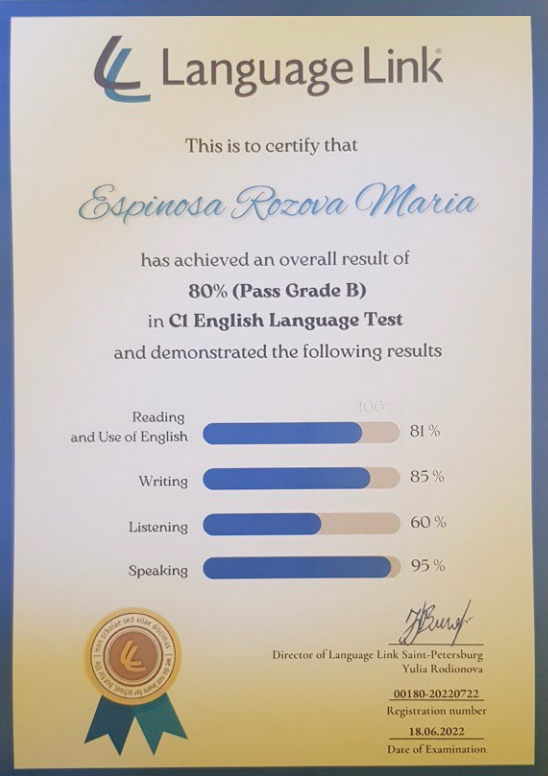 Language Link®
This is to certify that
Espinosa Rozova Maria
has achieved an overall result of
80% (Pass Grade B)
in C1 English Language Test
and demonstrated the following results
100%
Reading
and Use of English
81 %
Writing
85 %
Listening
60 %
Speaking
95 %
non scholae sed vitae discimus
we do not learn for school, but for life
Director of Language Link Saint-Petersburg
Yulia Rodionova
00180-20220722
Registration number
18.06.2022
Date of Examination